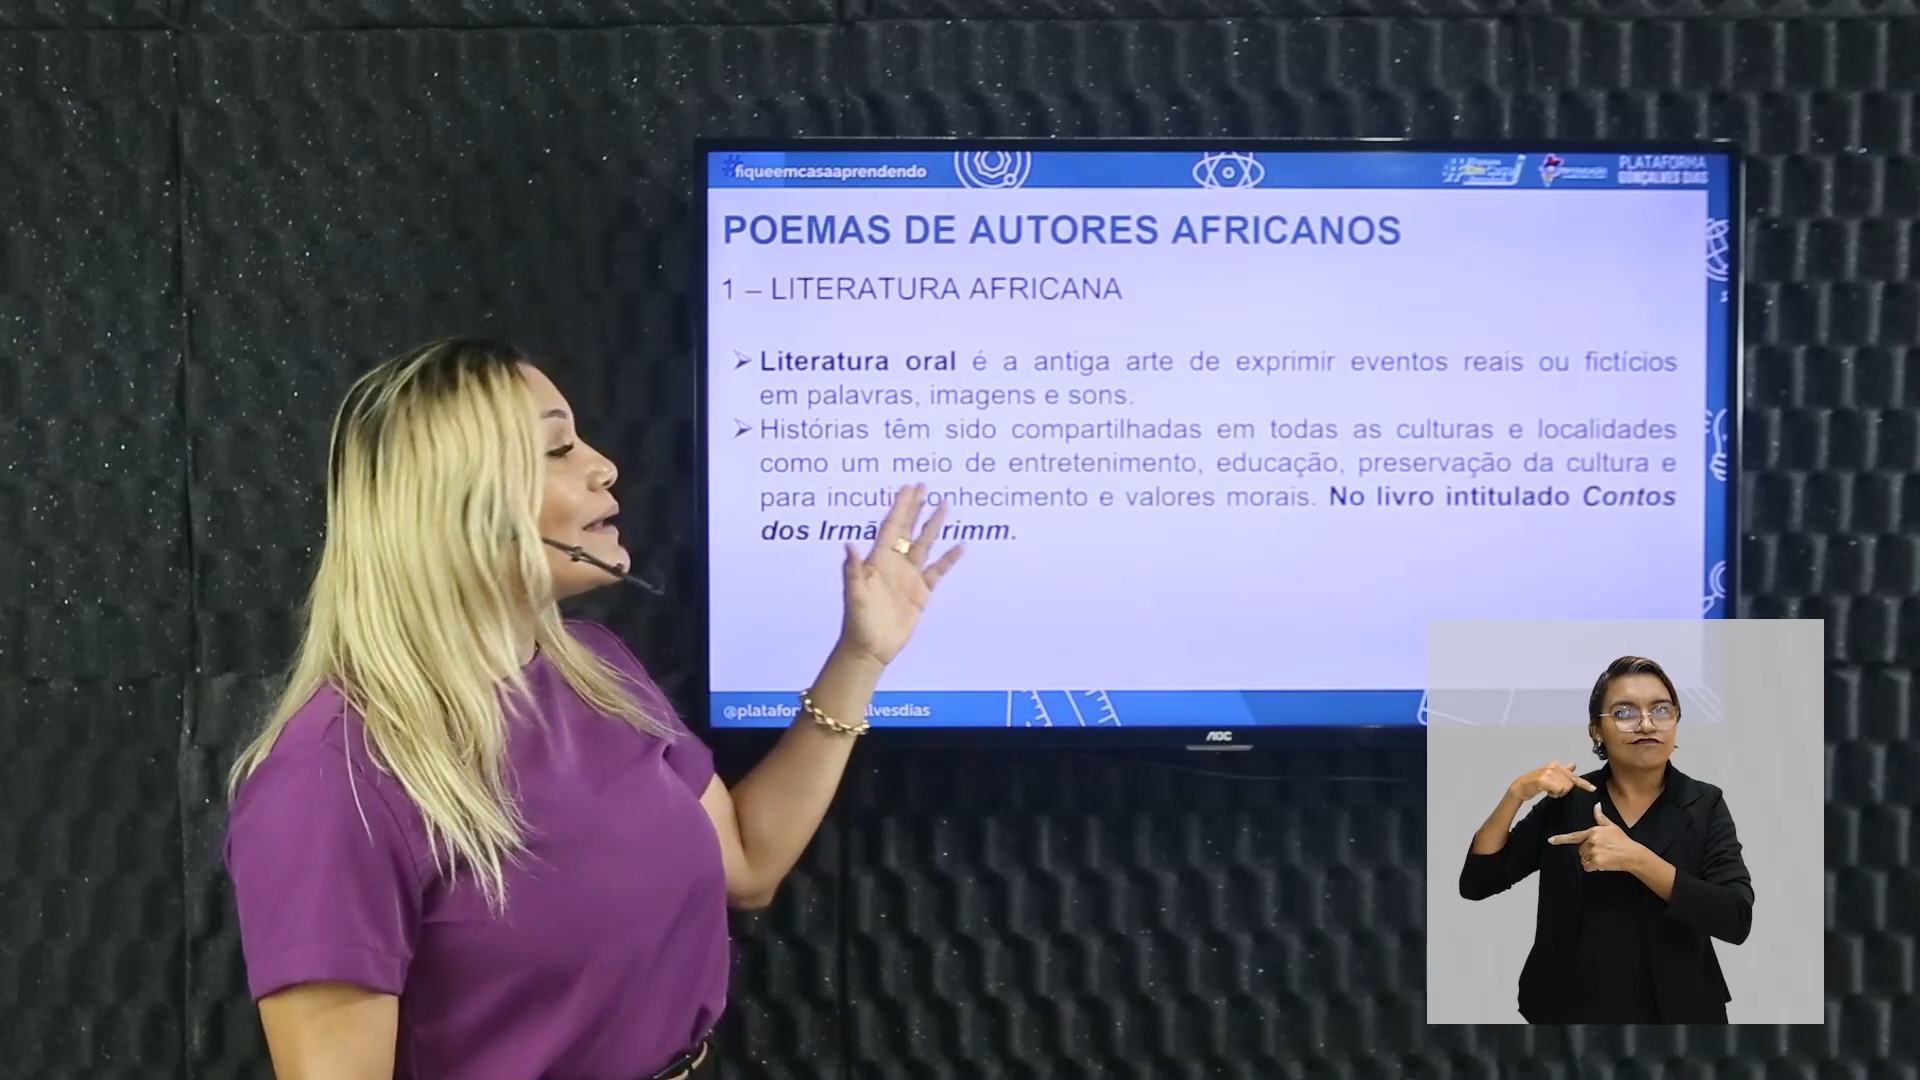 #fiqueemcasaaprendendo
PLATAFORMA
GONÇALVES DIAS
POEMAS DE AUTORES AFRICANOS
1 – LITERATURA AFRICANA
Literatura oral é a antiga arte de exprimir eventos reais ou fictícios
em palavras, imagens e sons.
Histórias têm sido compartilhadas em todas as culturas e localidades
como um meio de entretenimento, educação, preservação da cultura e
para incuti onhecimento e valores morais. No livro intitulado Contos
dos Irmã rimm.
@platafor alvesdias
AOC